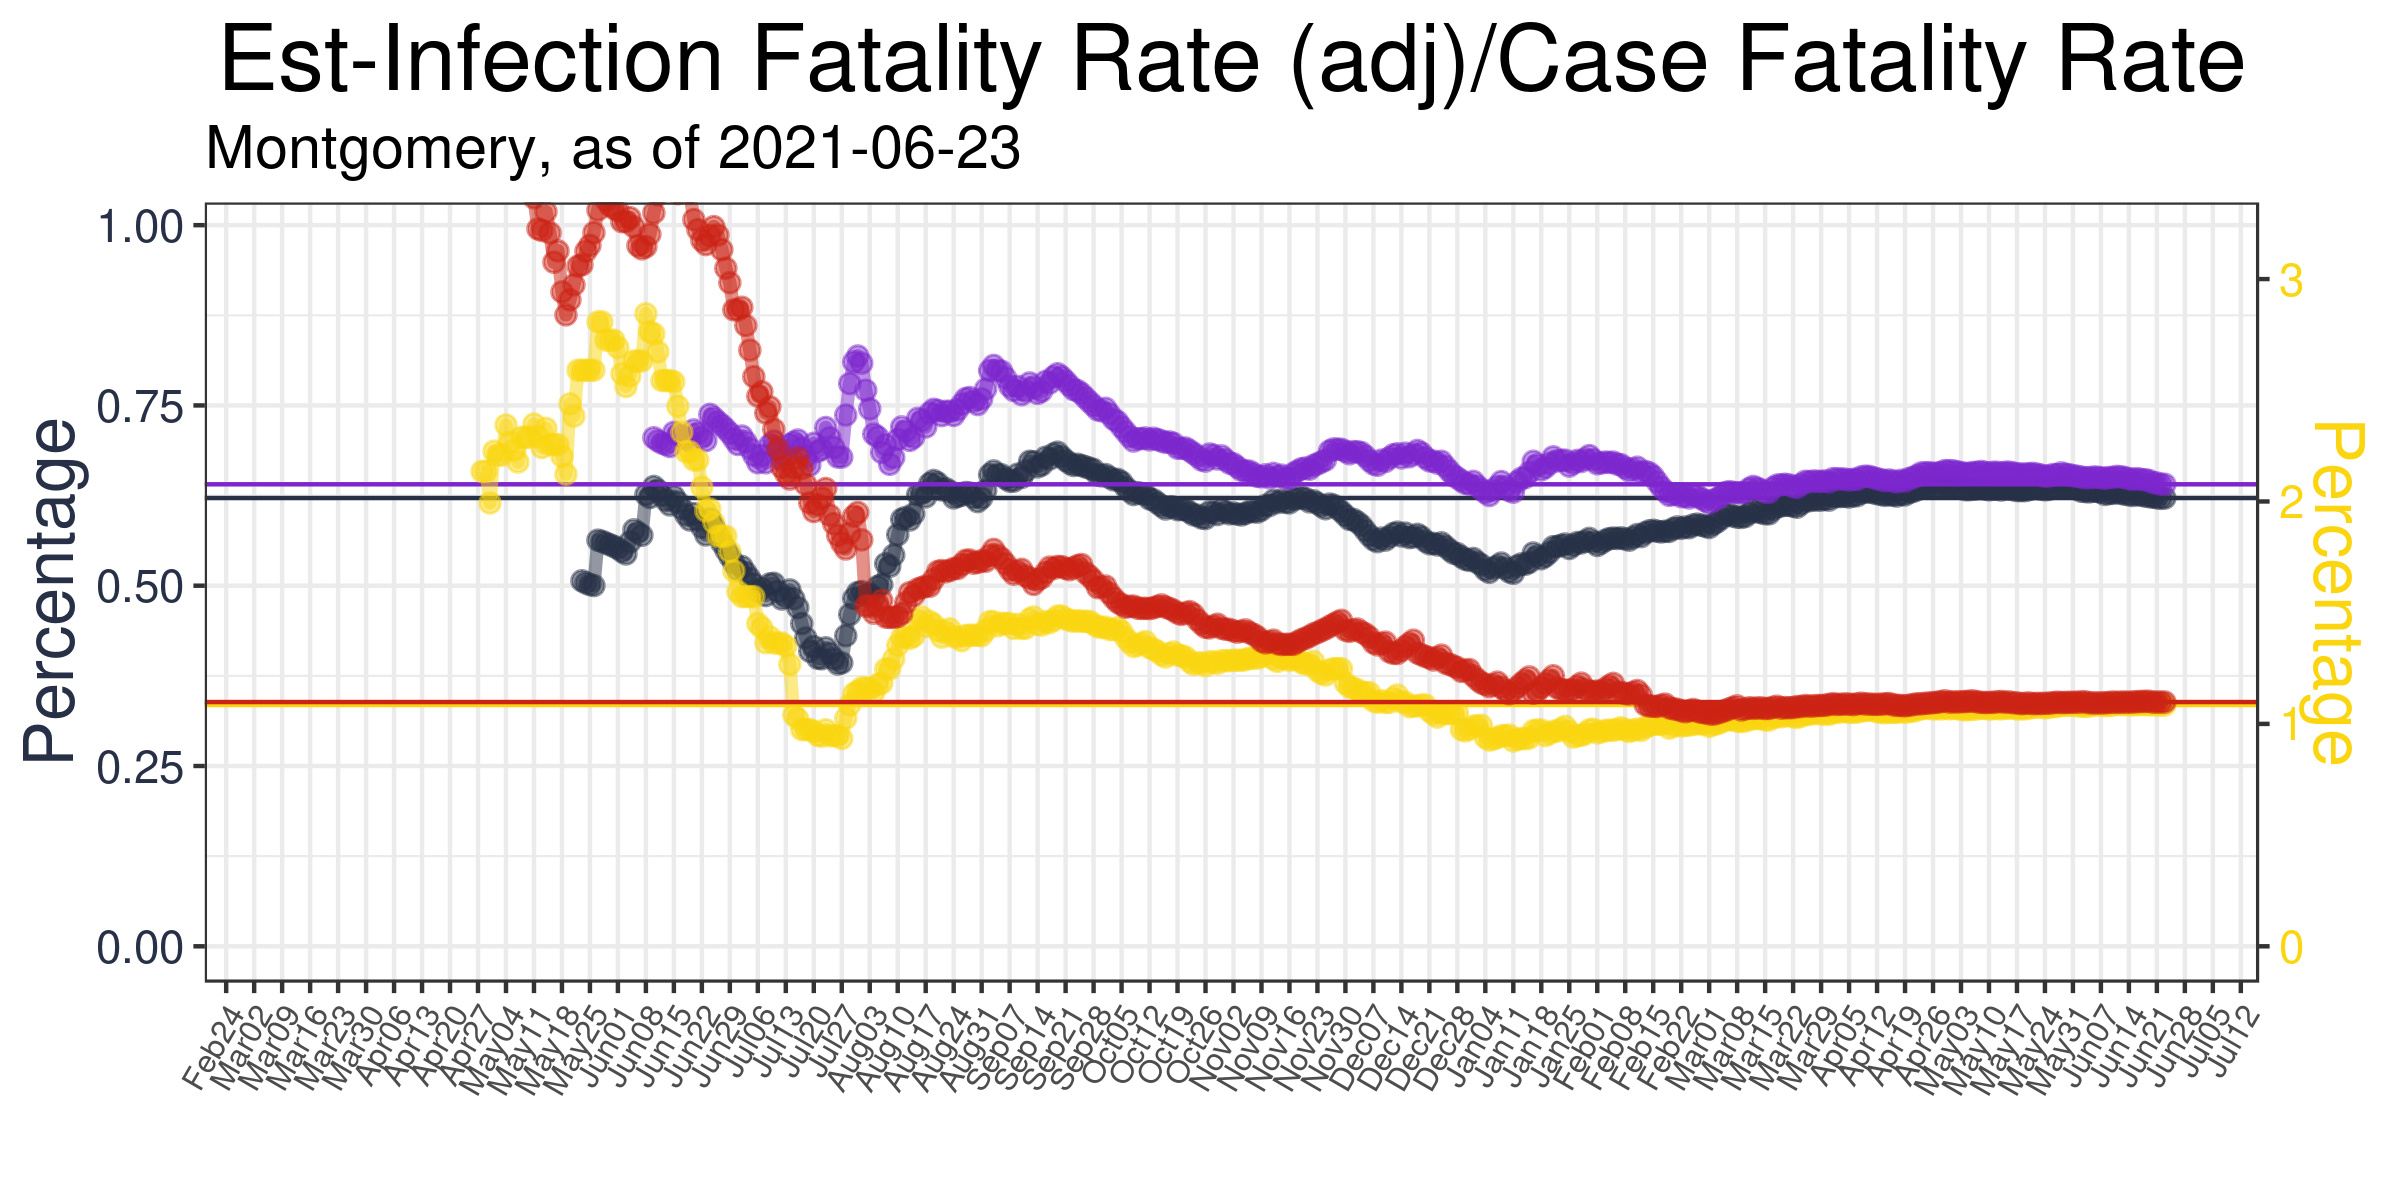 Est-Infection Fatality Rate (adj)/Case Fatality Rate
Montgomery, as of 2021-06-23
Percentage
1.00
0.75
0.50
0.25
0.00
3
2
1
0
Percentage
Feb24
Mar02
Mar09
Mar16
Mar23
Mar30
Apr06
Apr13
Apr20
Apr27
May04
May11
May18
May25
Jun01
Jun08
Jun15
Jun22
Jun29
Jul06
Jul13
Jul20
Jul27
Aug03
Aug10
Aug17
Aug24
Aug31
Sep07
Sep14
Sep21
Sep28
Oct05
Oct12
Oct19
Oct26
Nov02
Nov09
Nov16
Nov23
Nov30
Dec07
Dec14
Dec21
Dec28
Jan04
Jan11
Jan18
Jan25
Feb01
Feb08
Feb15
Feb22
Mar01
Mar08
Mar15
Mar22
Mar29
Apr05
Apr12
Apr19
Apr26
May03
May10
May17
May24
May31
Jun07
Jun14
Jun21
Jun28
Jul05
Jul12